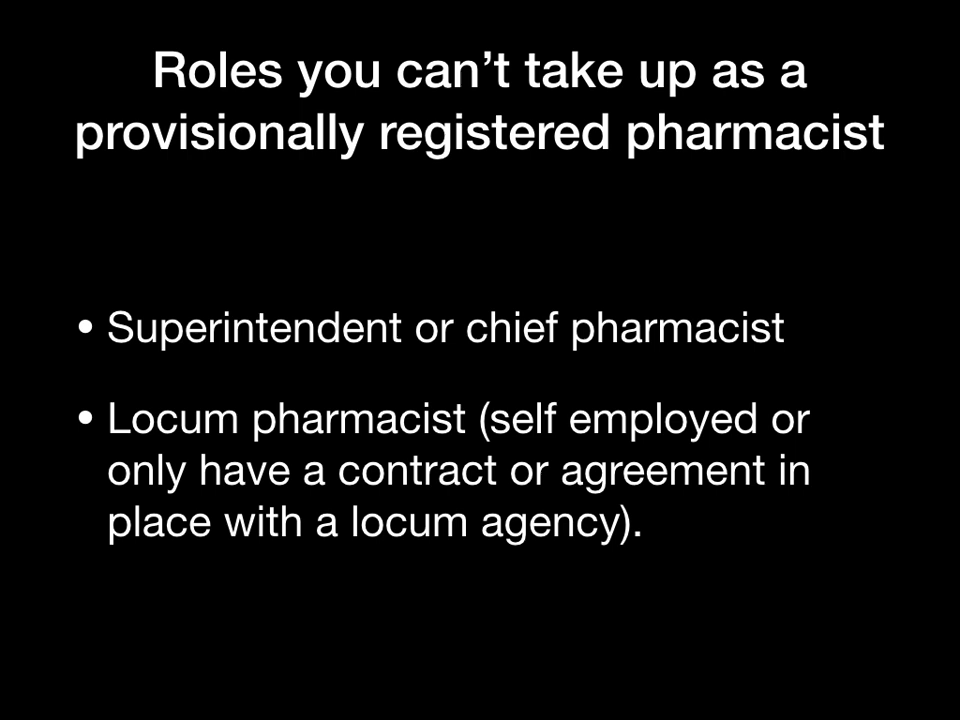 Roles you can’t take up as a
provisionally registered pharmacist
• Superintendent or chief pharmacist
• Locum pharmacist (self employed or
only have a contract or agreement in
place with a locum agency).